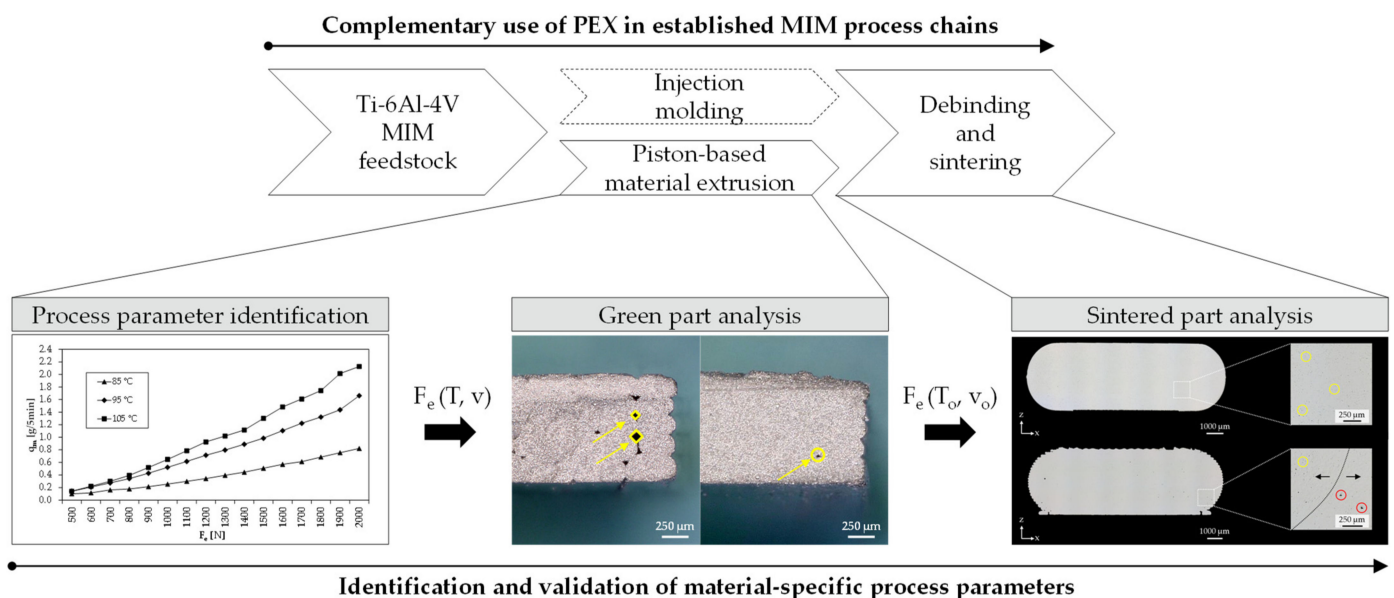 Complementary use of PEX in established MIM process chains
Ti-6Al-4V
MIM
feedstock
Injection
molding
Piston-based
material extrusion
Debinding
and
sintering
Process parameter identification
2.4
2.2
2.0
1.8
1.6
1.4
1.2
1.0
0.8
0.6
0.4
0.2
0.0
qm [g/5min]
85 °C
95 °C
105 °C
500
600
700
800
900
1000
1100
1200
1300
1400
1500
1600
1700
1800
1900
2000
Fe [N]
Fe (T, v)
Green part analysis
250 µm
250 µm
Fe (To, vo)
Sintered part analysis
z
x
1000 µm
250 µm
z
x
1000 µm
250 µm
Identification and validation of material-specific process parameters